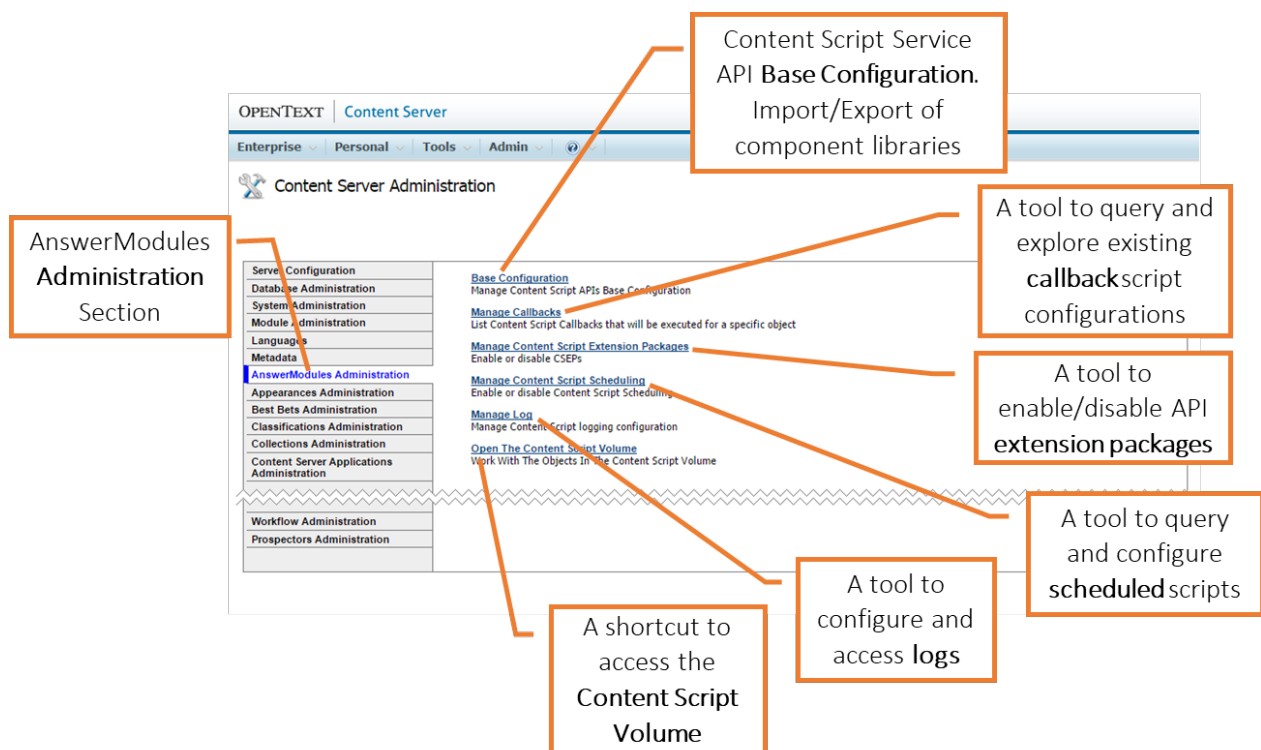 Content Script Service
API Base Configuration.
Import/Export of
component libraries
OPENTEXT | Content Server
Enterprise Personal Tools Admin
Content Server Administration
A tool to query and
explore existing
callback script
configurations
AnswerModules
Administration
Section
Server Configuration
Database Administration
System Administration
Module Administration
Languages
Metadata
AnswerModules Administration
Appearances Administration
Best Bets Administration
Classifications Administration
Collections Administration
Content Server Applications
Administration
Workflow Administration
Prospectors Administration
Base Configuration
Manage Content Script APIs Base Configuration
Manage Callbacks
List Content Script Callbacks that will be executed for a specific object
Manage Content Script Extension Packages
Enable or disable CSEPs
Manage Content Script Scheduling
Enable or disable Content Script Scheduling
Manage Log
Manage Content Script logging configuration
Open The Content Script Volume
Work With The Objects In The Content Script Volume
A tool to
enable/disable API
extension packages
A tool to query
and configure
scheduled scripts
A tool to
configure and
access logs
A shortcut to
access the
Content Script
Volume